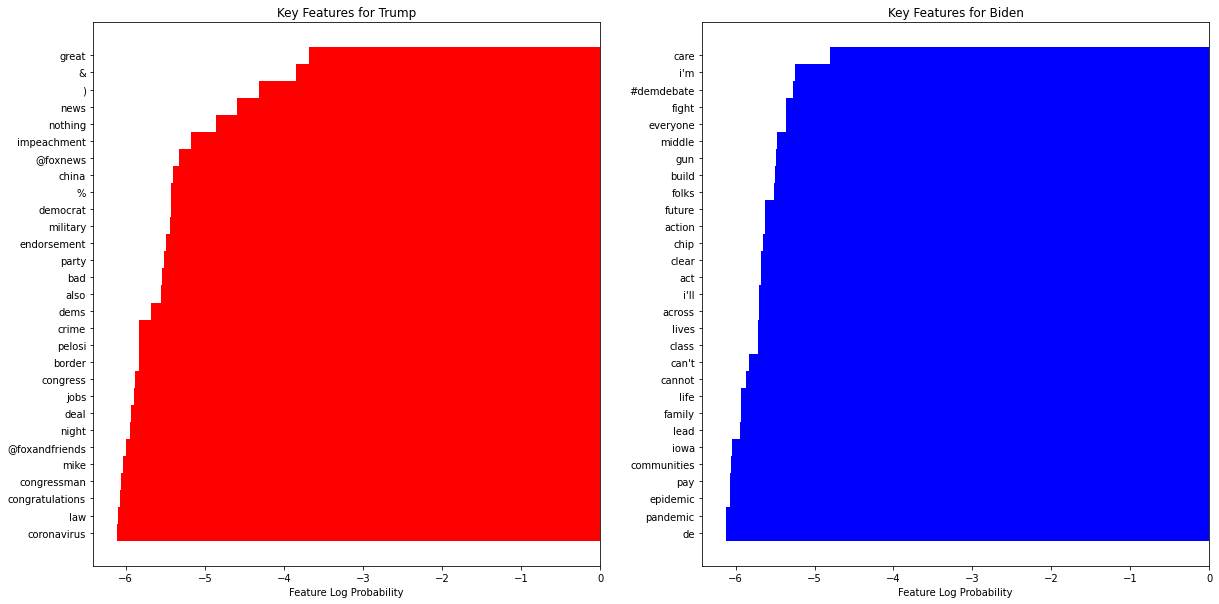 Key Features for Trump
great
&
)
news
nothing
impeachment
@foxnews
china
%
democrat
military
endorsement
party
bad
also
dems
crime
pelosi
border
congress
jobs
deal
night
@foxandfriends
mike
congressman
congratulations
law
coronavirus
−6 −5 −4 −3 −2 −1 0
Feature Log Probability
Key Features for Biden
care
i'm
#demdebate
fight
everyone
middle
gun
build
folks
future
action
chip
clear
act
i'll
across
lives
class
can't
cannot
life
family
lead
iowa
communities
pay
epidemic
pandemic
de
−6 −5 −4 −3 −2 −1 0
Feature Log Probability